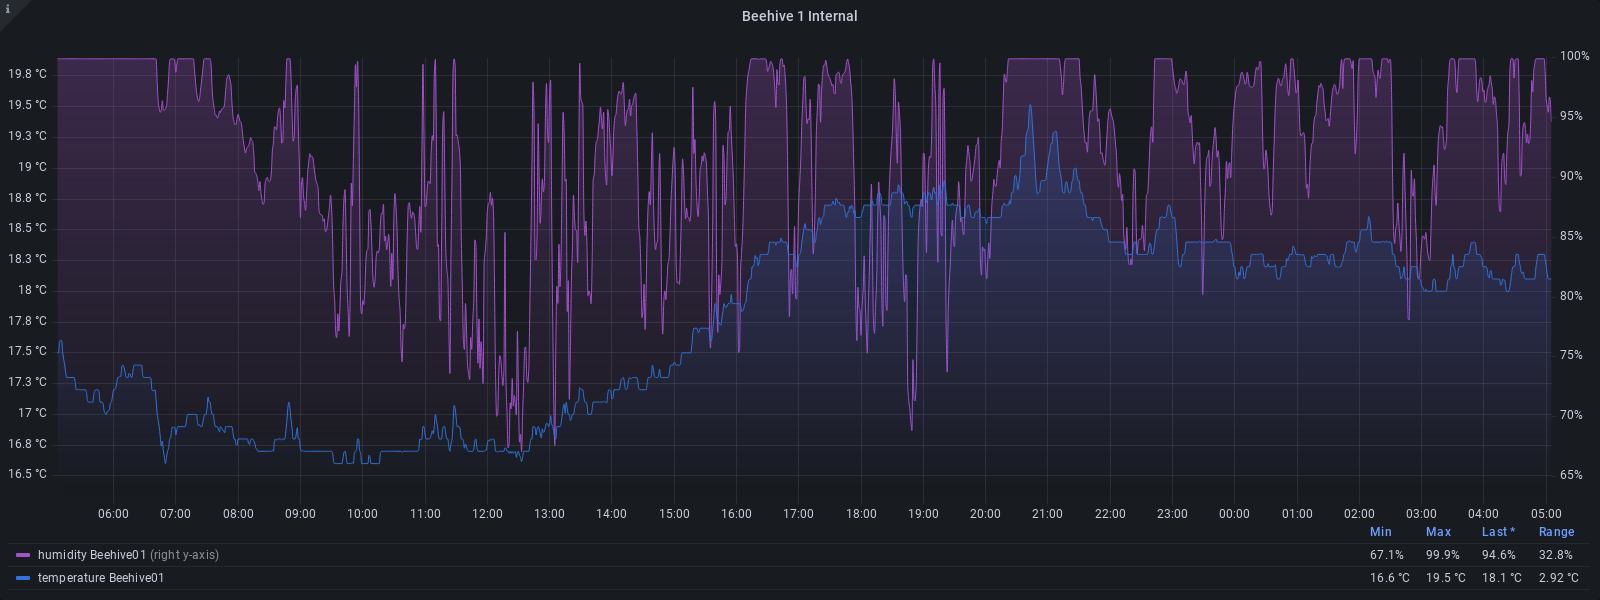 i
Beehive 1 Internal
19.8 °C
19.5 °C
19.3 °C
19 °C
18.8 °C
18.5 °C
18.3 °C
18 °C
17.8 °C
17.5 °C
17.3 °C
17 °C
16.8 °C
16.5 °C
100%
95%
90%
85%
80%
75%
70%
65%
06:00 07:00 08:00 09:00 10:00 11:00 12:00 13:00 14:00 15:00 16:00 17:00 18:00 19:00 20:00 21:00 22:00 23:00 00:00 01:00 02:00 03:00 04:00 05:00
Min Max Last * Range
humidity Beehive01 (right y-axis) 67.1% 99.9% 94.6% 32.8%
temperature Beehive01 16.6 °C 19.5 °C 18.1 °C 2.92 °C